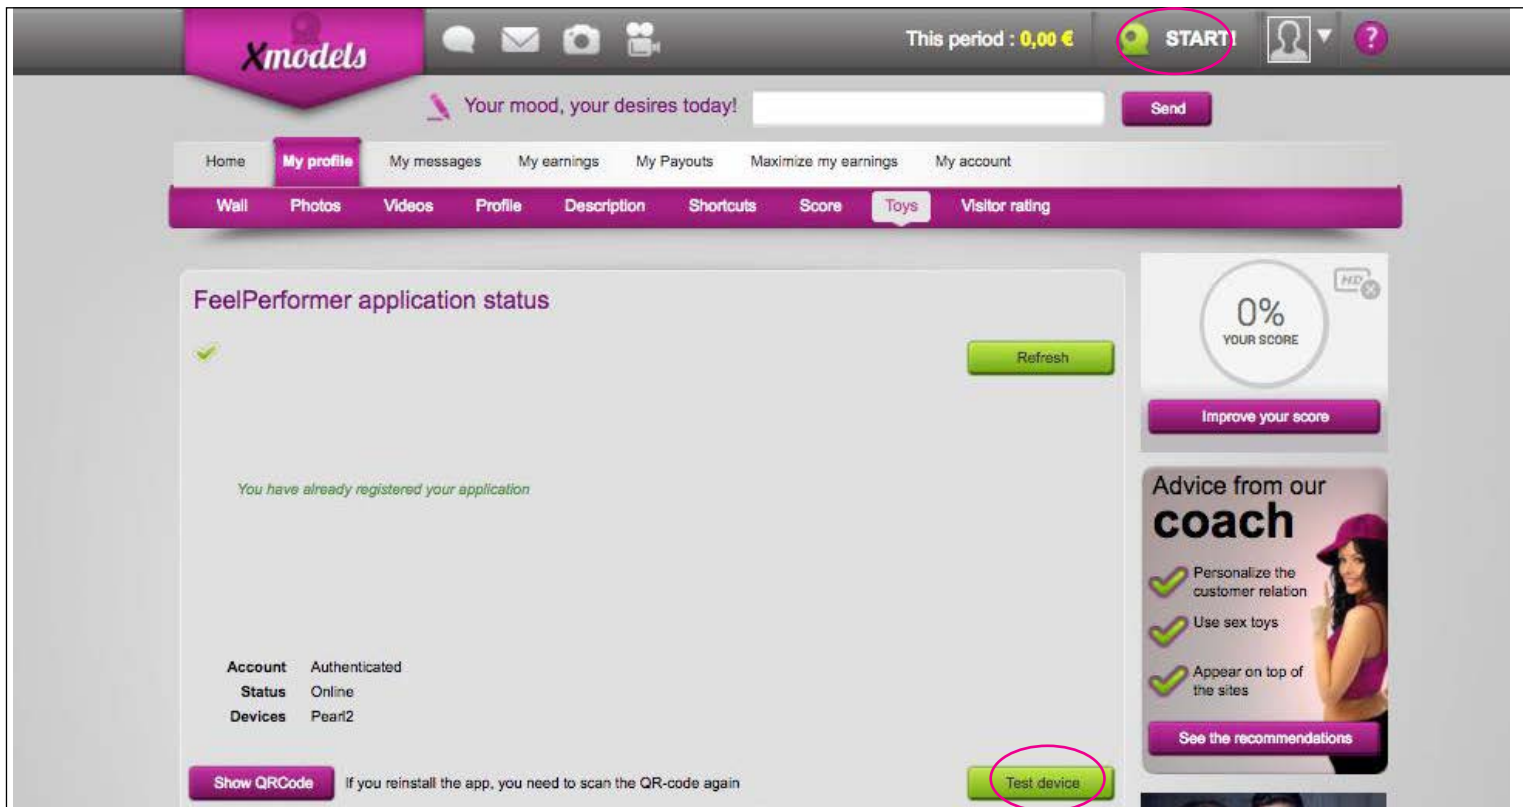 Xmodels
This period : 0,00 €
START!
?
Your mood, your desires today!
Send
Home
My profile
My messages
My earnings
My Payouts
Maximize my earnings
My account
Wall
Photos
Videos
Profile
Description
Shortcuts
Score
Toys
Visitor rating
FeelPerformer application status
Refresh
HD
0%
YOUR SCORE
Improve your score
You have already registered your application
Advice from our
coach
Personalize the
customer relation
Use sex toys
Appear on top of
the sites
See the recommendations
Account Authenticated
Status Online
Devices Pearl2
Show QRCode
If you reinstall the app, you need to scan the QR-code again
Test device